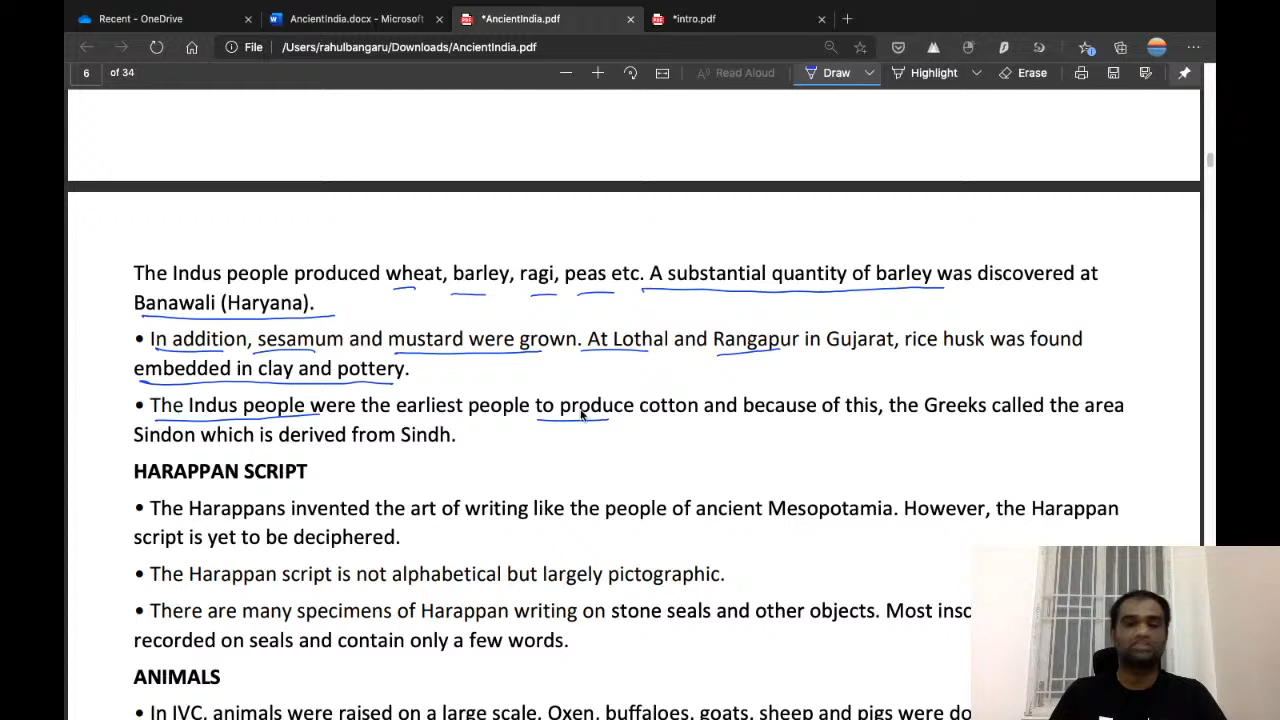 Recent - OneDrive
AncientIndia.docx - Microsoft
*AncientIndia.pdf
*intro.pdf
File
/Users/rahulbangaru/Downloads/AncientIndia.pdf
6 of 34
Read Aloud
Draw
Highlight
Erase
The Indus people produced wheat, barley, ragi, peas etc. A substantial quantity of barley was discovered at
Banawali (Haryana).
• In addition, sesamum and mustard were grown. At Lothal and Rangapur in Gujarat, rice husk was found
embedded in clay and pottery.
• The Indus people were the earliest people to produce cotton and because of this, the Greeks called the area
Sindon which is derived from Sindh.
HARAPPAN SCRIPT
• The Harappans invented the art of writing like the people of ancient Mesopotamia. However, the Harappan
script is yet to be deciphered.
• The Harappan script is not alphabetical but largely pictographic.
• There are many specimens of Harappan writing on stone seals and other objects. Most
recorded on seals and contain only a few words.
ANIMALS
• In IVC, animals were raised on a large scale. Oxen, buffaloes, goats, sheep and pigs were